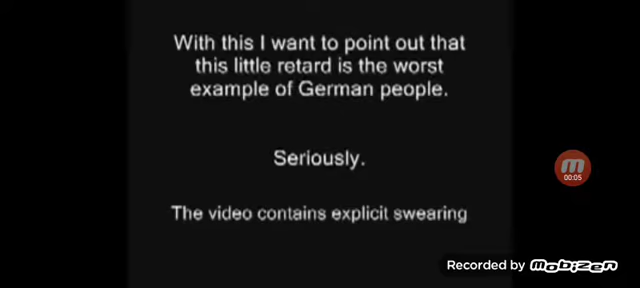 With this I want to point out that
this little retard is the worst
example of German people.
Seriously.
00:05
The video contains explicit swearing
Recorded by mobizen